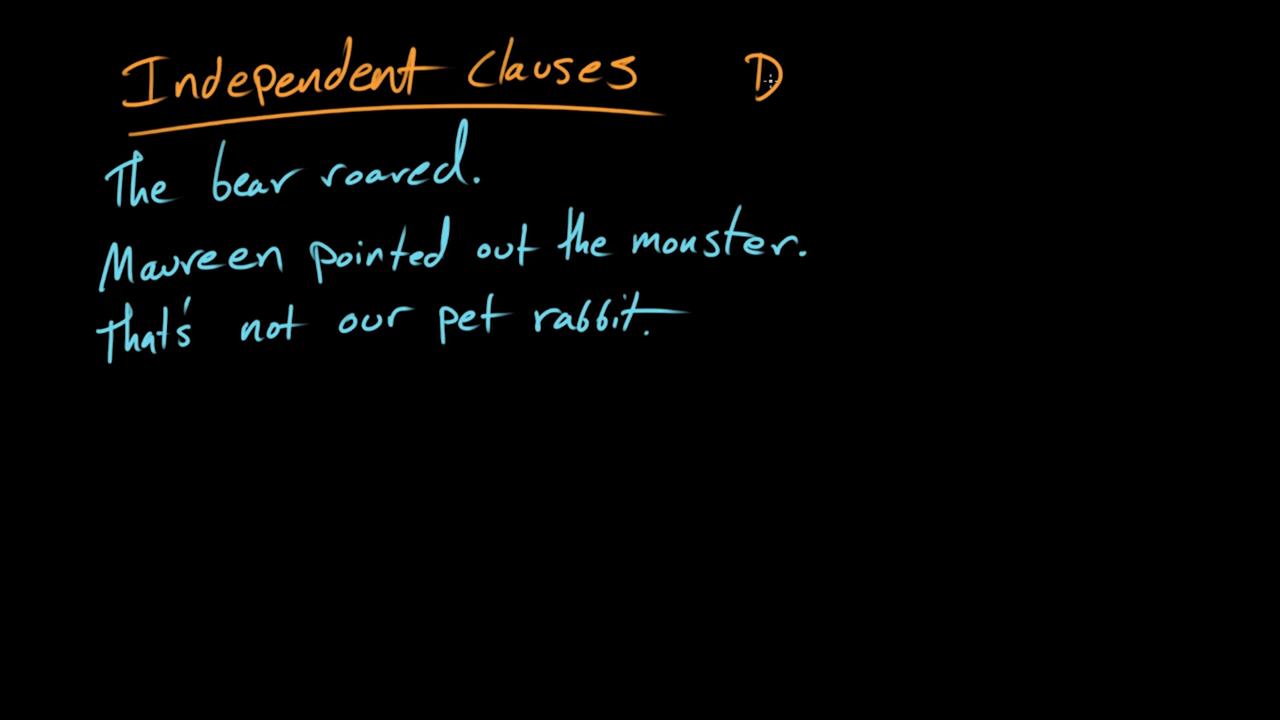 Independent Clauses D
The bear roared.
Maureen pointed out the monster.
That's not our pet rabbit.